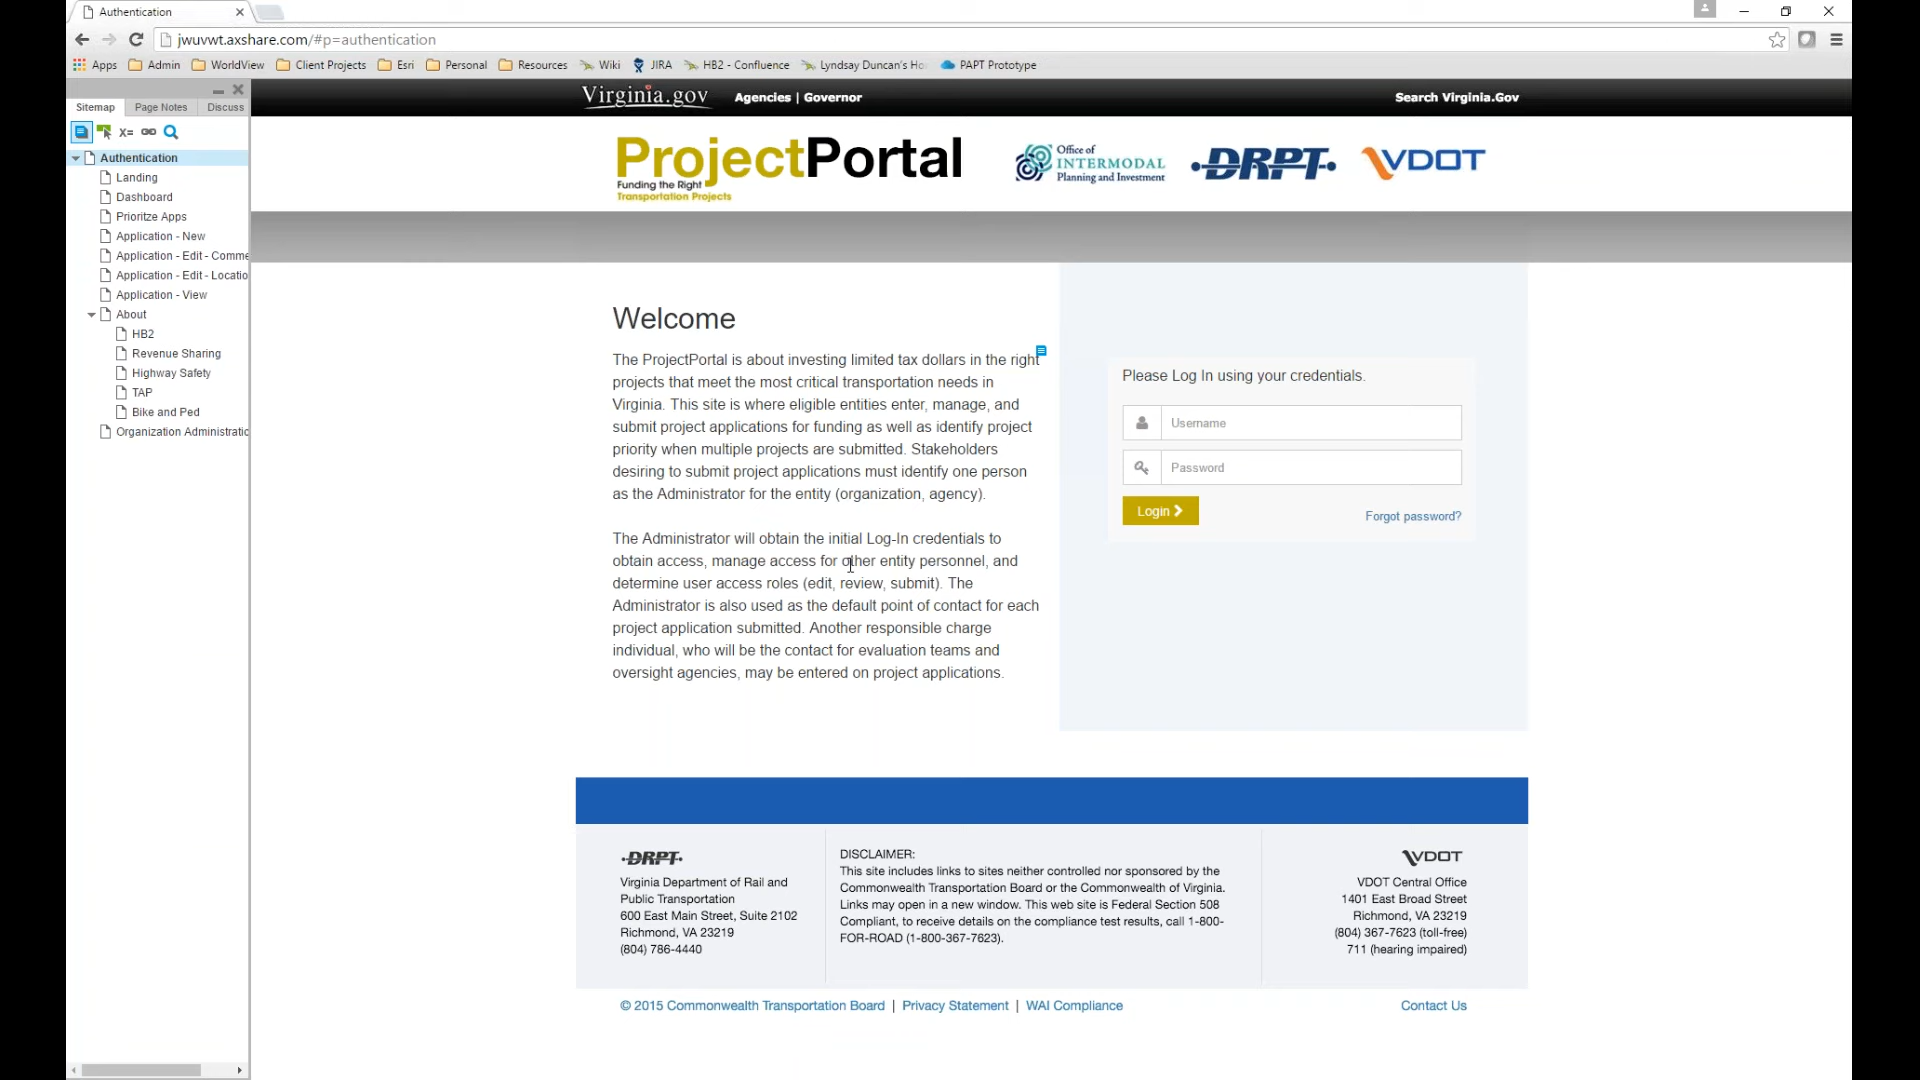 Authentication
jwuvwt.axshare.com/#p=authentication
Apps Admin WorldView Client Projects Esri Personal Resources Wiki JIRA HB2 - Confluence Lyndsay Duncan's Ho PAPT Prototype
Sitemap Page Notes Discuss
X=
Authentication
Landing
Dashboard
Prioritze Apps
Application - New
Application - Edit - Comme
Application - Edit - Locatio
Application - View
About
HB2
Revenue Sharing
Highway Safety
TAP
Bike and Ped
Organization Administratio
Virginia.gov Agencies | Governor Search Virginia.Gov
ProjectPortal
Funding the Right
Transportation Projects
Office of
INTERMODAL
Planning and Investment
DRPT
VDOT
Welcome
The ProjectPortal is about investing limited tax dollars in the right
projects that meet the most critical transportation needs in
Virginia. This site is where eligible entities enter, manage, and
submit project applications for funding as well as identify project
priority when multiple projects are submitted. Stakeholders
desiring to submit project applications must identify one person
as the Administrator for the entity (organization, agency).
The Administrator will obtain the initial Log-In credentials to
obtain access, manage access for other entity personnel, and
determine user access roles (edit, review, submit). The
Administrator is also used as the default point of contact for each
project application submitted. Another responsible charge
individual, who will be the contact for evaluation teams and
oversight agencies, may be entered on project applications.
Please Log In using your credentials.
Username
Password
Login
Forgot password?
DRPT
Virginia Department of Rail and
Public Transportation
600 East Main Street, Suite 2102
Richmond, VA 23219
(804) 786-4440
DISCLAIMER:
This site includes links to sites neither controlled nor sponsored by the
Commonwealth Transportation Board or the Commonwealth of Virginia.
Links may open in a new window. This web site is Federal Section 508
Compliant, to receive details on the compliance test results, call 1-800-
FOR-ROAD (1-800-367-7623).
VDOT
VDOT Central Office
1401 East Broad Street
Richmond, VA 23219
(804) 367-7623 (toll-free)
711 (hearing impaired)
© 2015 Commonwealth Transportation Board | Privacy Statement | WAI Compliance
Contact Us